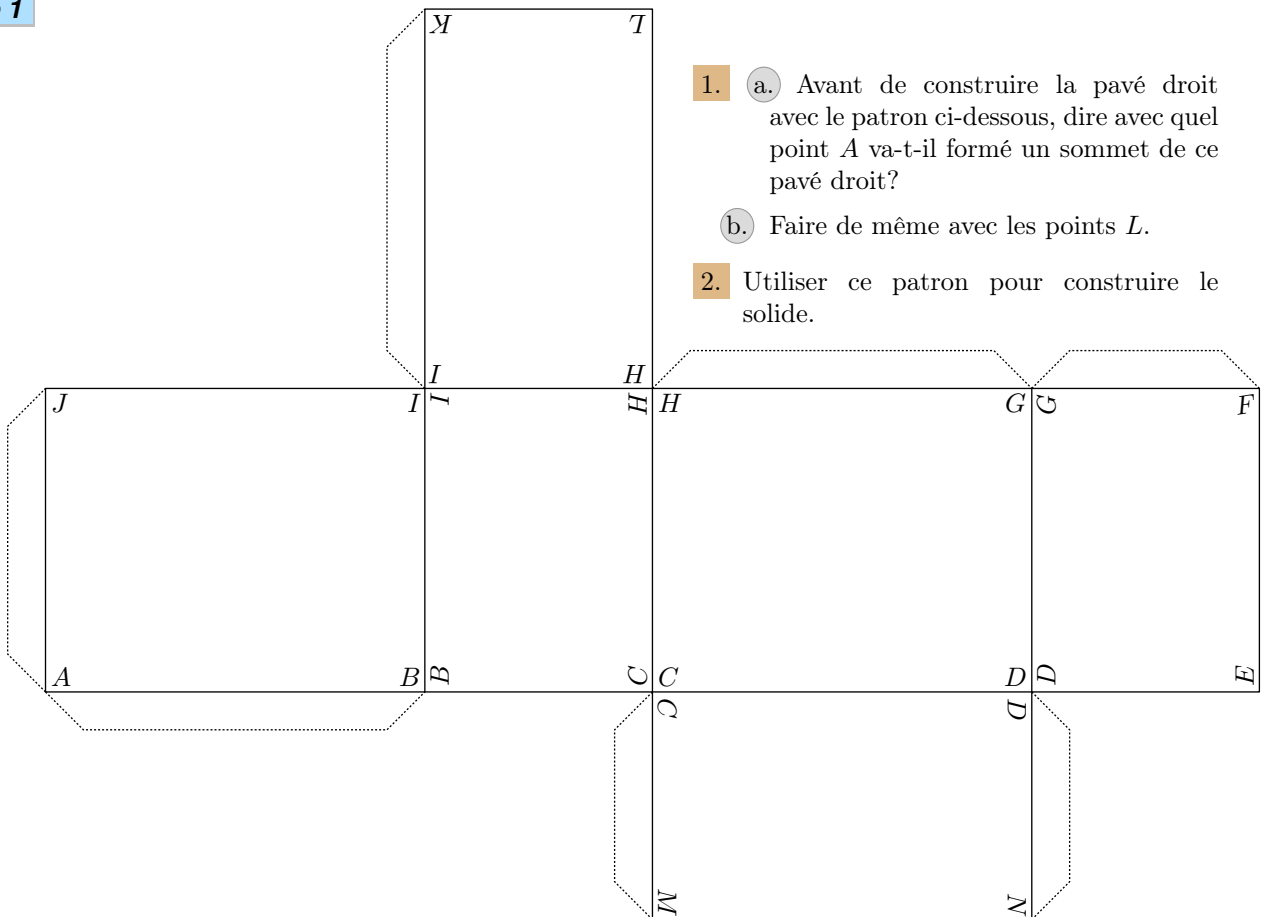 1
K L
1. a. Avant de construire la pavé droit
avec le patron ci-dessous, dire avec quel
point A va-t-il formé un sommet de ce
pavé droit?
b. Faire de même avec les points L.
2. Utiliser ce patron pour construire le
solide.
I H
J I I H H G G F
A B B C C D D E
C D
M N